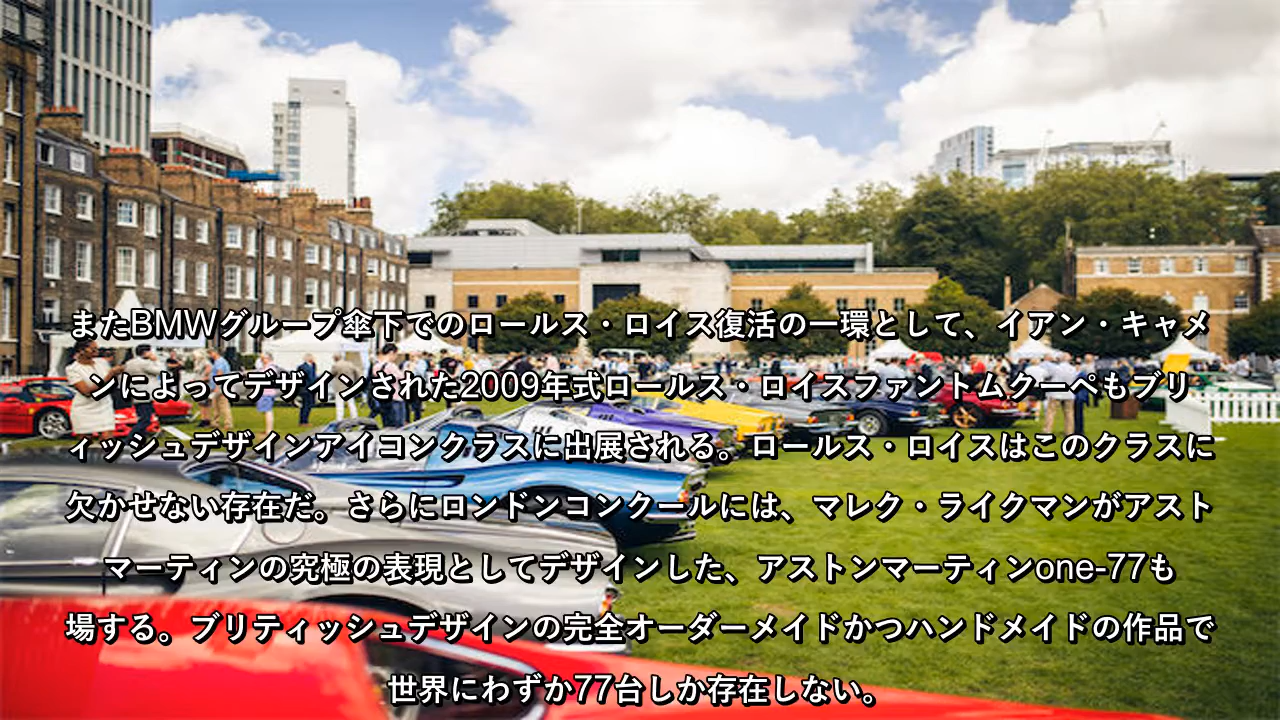 またBMWグループ傘下でのロールス・ロイス復活の一環として、イアン・キャメ
ンによってデザインされた2009年式ロールス・ロイスファントムクーペもブリ
ィッシュデザインアイコンクラスに出展される。ロールス・ロイスはこのクラスに
欠かせない存在だ。さらにロンドンコンクールには、マレク・ライクマンがアスト
マーティンの究極の表現としてデザインした、アストンマーティンone-77も
場する。ブリティッシュデザインの完全オーダーメイドかつハンドメイドの作品で
世界にわずか77台しか存在しない。